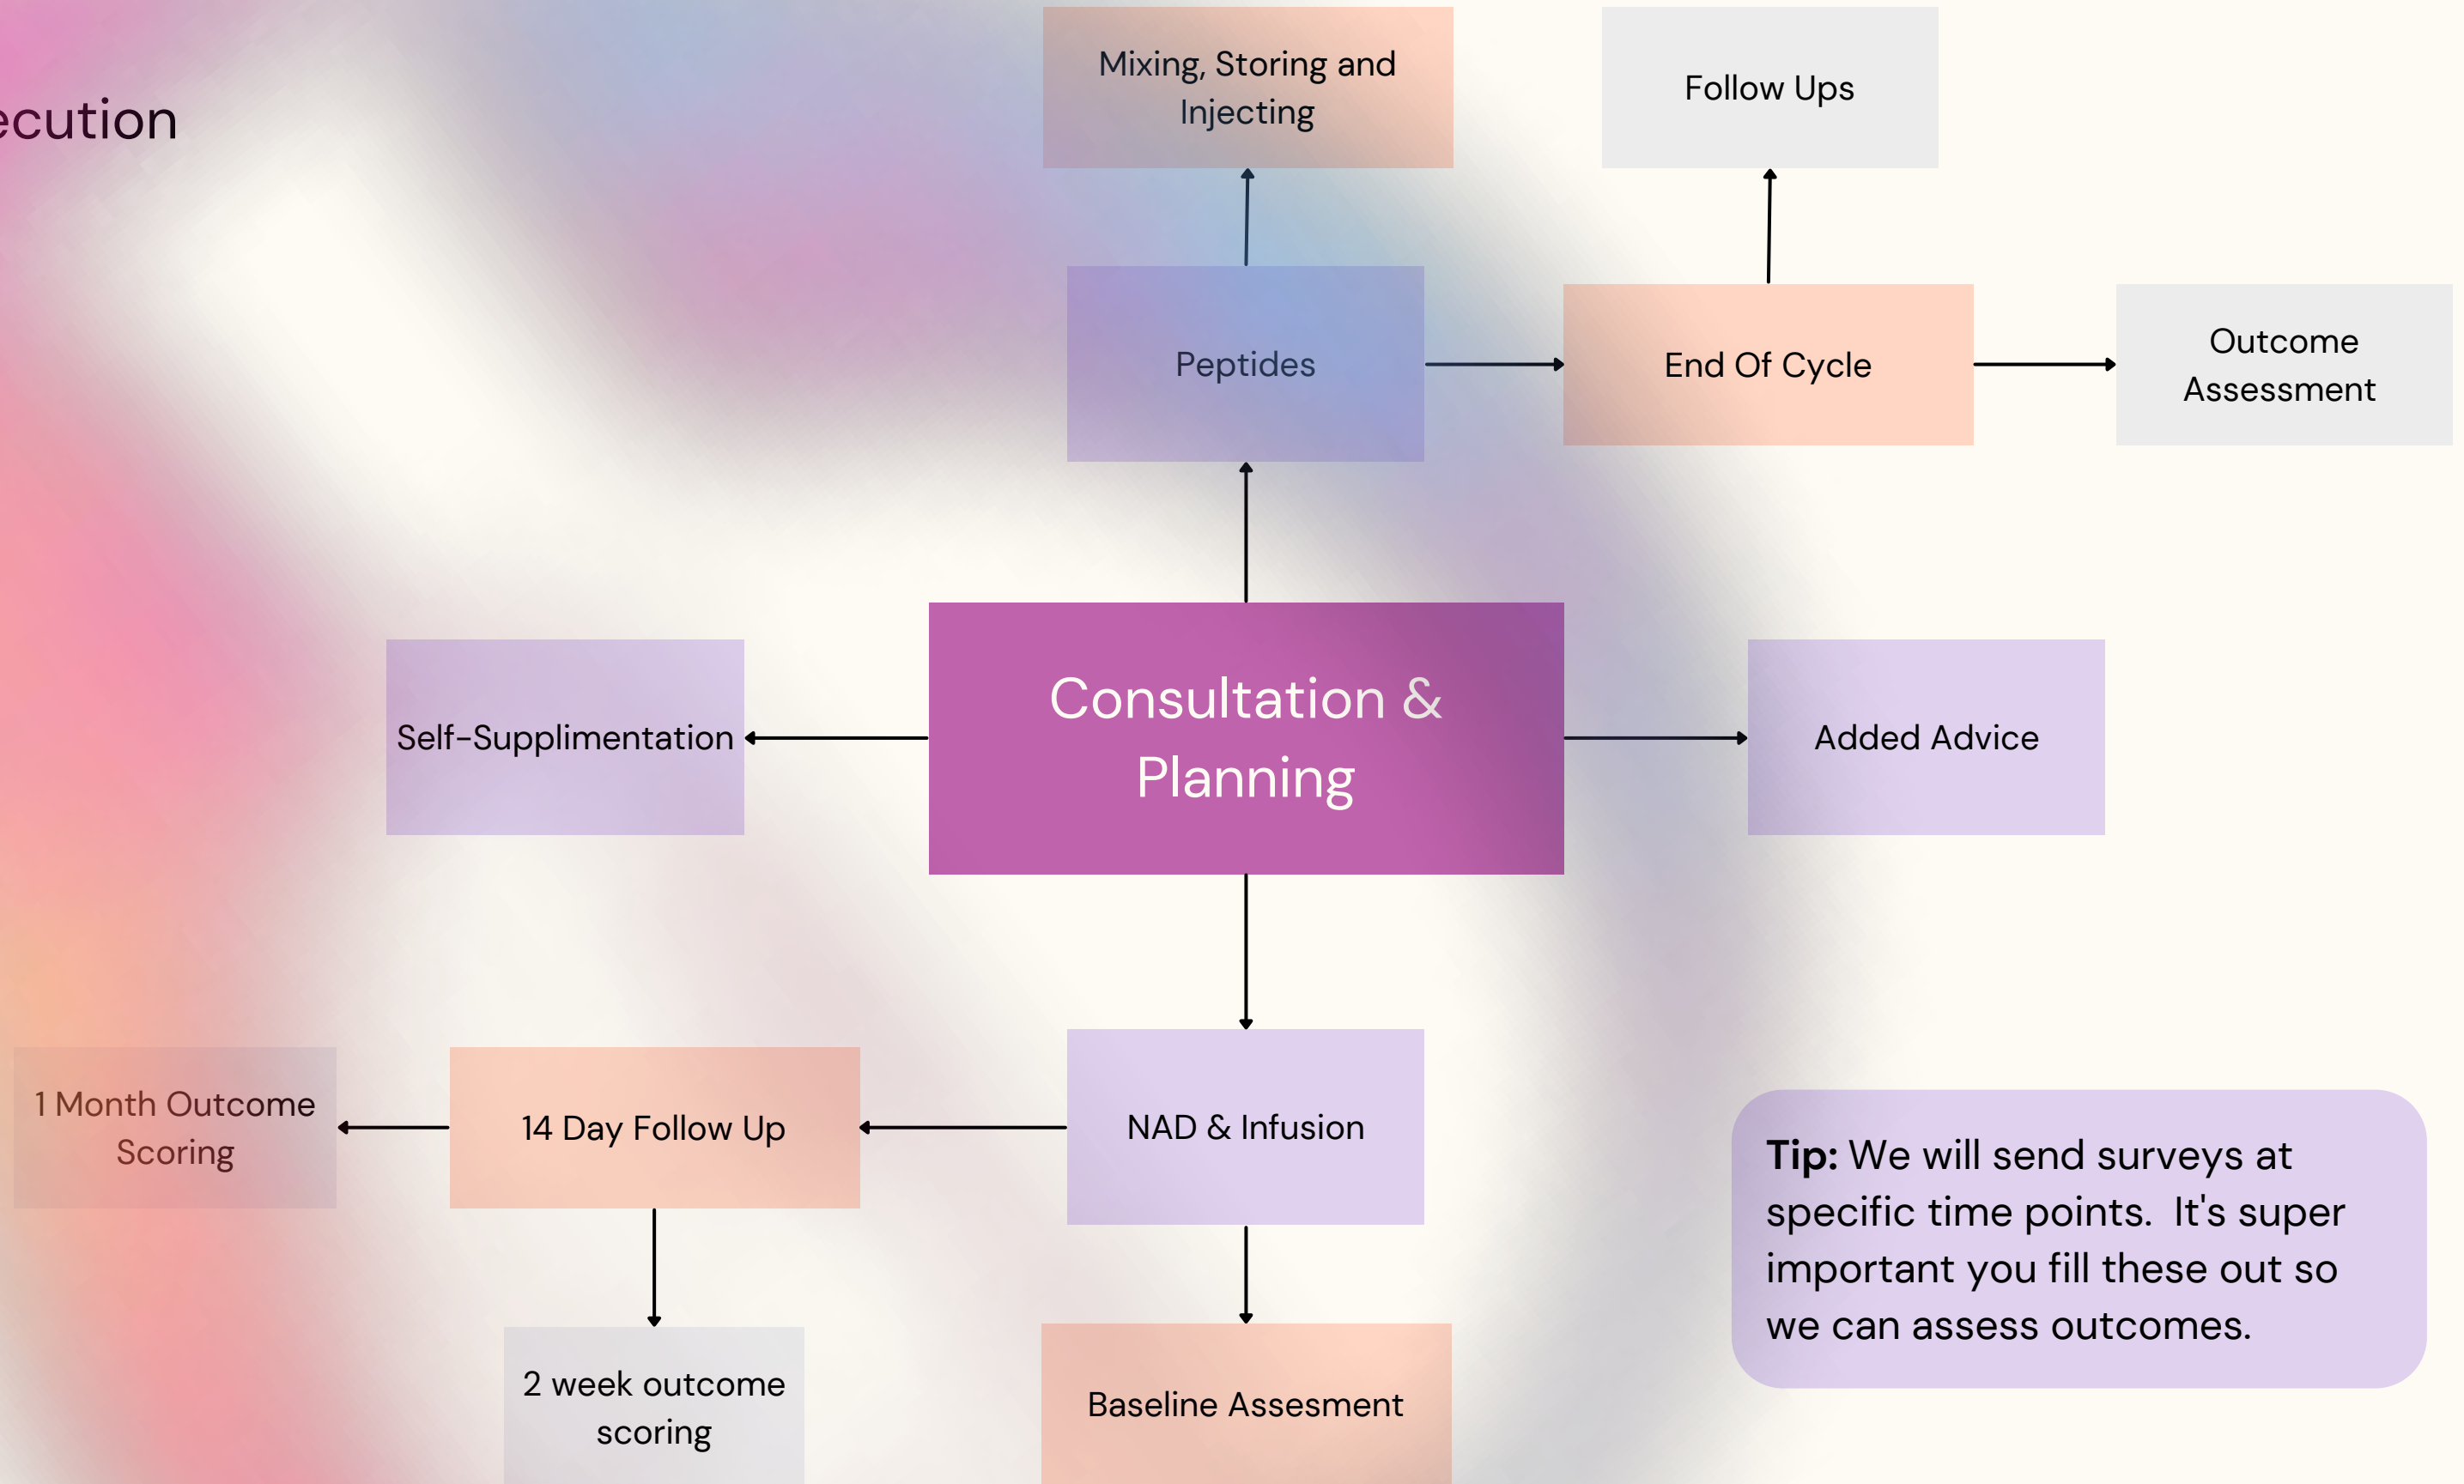 Mixing, Storing and
Injecting
Follow Ups
ecution
Peptides
End Of Cycle
Outcome
Assessment
Consultation &
Planning
Self-Supplimentation
Added Advice
1 Month Outcome
Scoring
14 Day Follow Up
NAD & Infusion
Tip: We will send surveys at
specific time points.  It's super
important you fill these out so
we can assess outcomes.
2 week outcome
scoring
Baseline Assesment